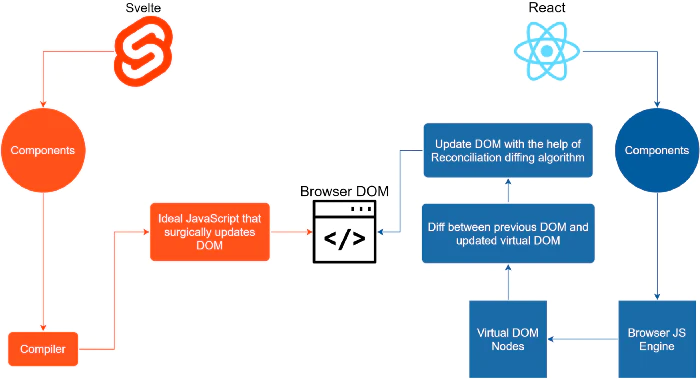 Svelte
React
Components
Components
Update DOM with the help of
Reconciliation diffing algorithm
Browser DOM
Ideal JavaScript that
surgically updates
DOM
</>
Diff between previous DOM and
updated virtual DOM
Compiler
Virtual DOM
Nodes
Browser JS
Engine